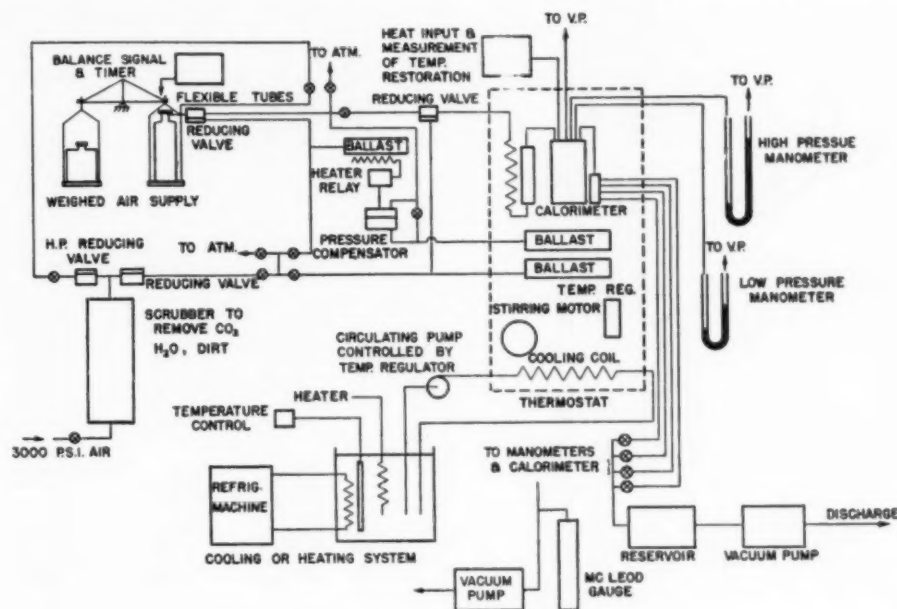 TO V.P.
HEAT INPUT &
MEASUREMENT
OF TEMP.
RESTORATION
TO ATM.
BALANCE SIGNAL
& TIMER
FLEXIBLE TUBES
REDUCING VALVE
REDUCING
VALVE
TO V.P.
HIGH PRESSUE
MANOMETER
BALLAST
HEATER
RELAY
WEIGHED AIR SUPPLY
CALORIMETER
PRESSURE
COMPENSATOR
TO ATM.
BALLAST
BALLAST
TO V.P.
LOW PRESSURE
MANOMETER
H.P. REDUCING
VALVE
REDUCING VALVE
TEMP. REG.
STIRRING MOTOR
SCRUBBER TO
REMOVE CO2
H2O, DIRT
CIRCULATING PUMP
CONTROLLED BY
TEMP. REGULATOR
COOLING COIL
THERMOSTAT
HEATER
TEMPERATURE
CONTROL
3000 P.S.I. AIR
TO MANOMETERS
& CALORIMETER
REFRIG-
MACHINE
COOLING OR HEATING SYSTEM
DISCHARGE
RESERVOIR
VACUUM PUMP
VACUUM
PUMP
MC LEOD
GAUGE